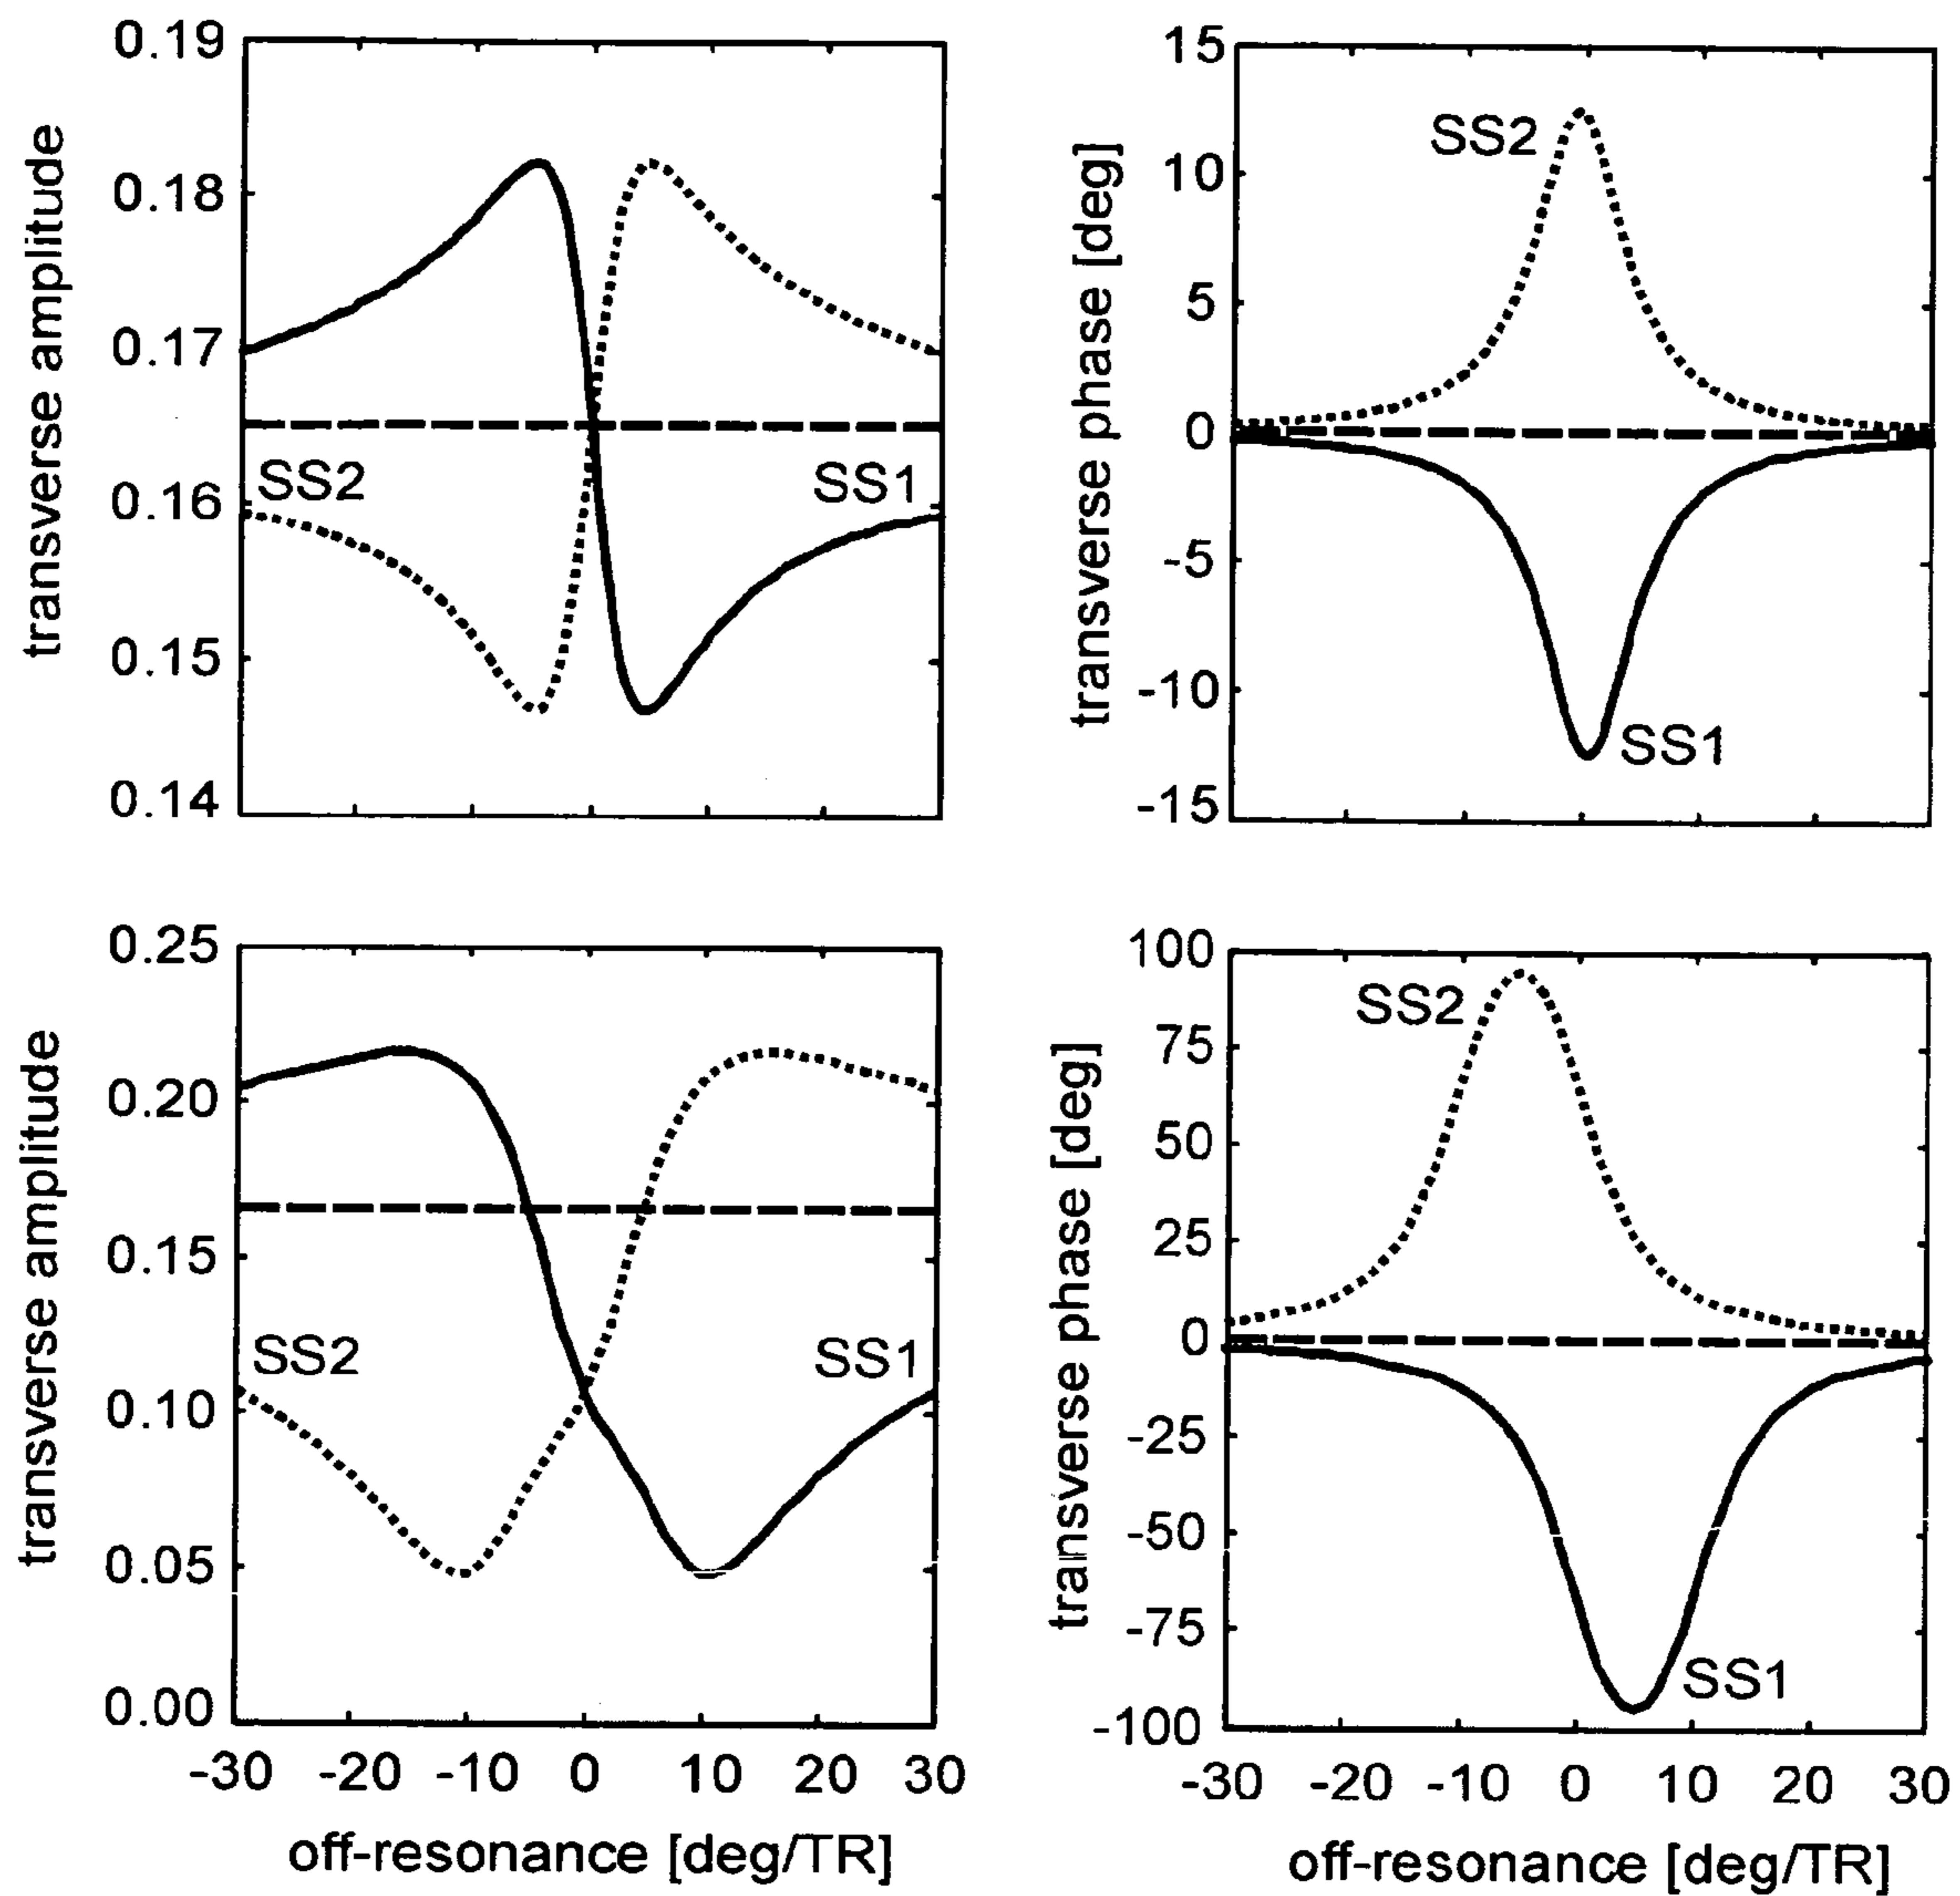 transverse amplitude
0.19
0.18
0.17
0.16
0.15
0.14
SS2
SS1
transverse phase [deg]
15
10
5
0
-5
-10
-15
SS2
SS1
transverse amplitude
0.25
0.20
0.15
0.10
0.05
0.00
SS2
SS1
-30 -20 -10 0 10 20 30
off-resonance [deg/TR]
transverse phase [deg]
100
75
50
25
0
-25
-50
-75
-100
SS2
SS1
-30 -20 -10 0 10 20 30
off-resonance [deg/TR]